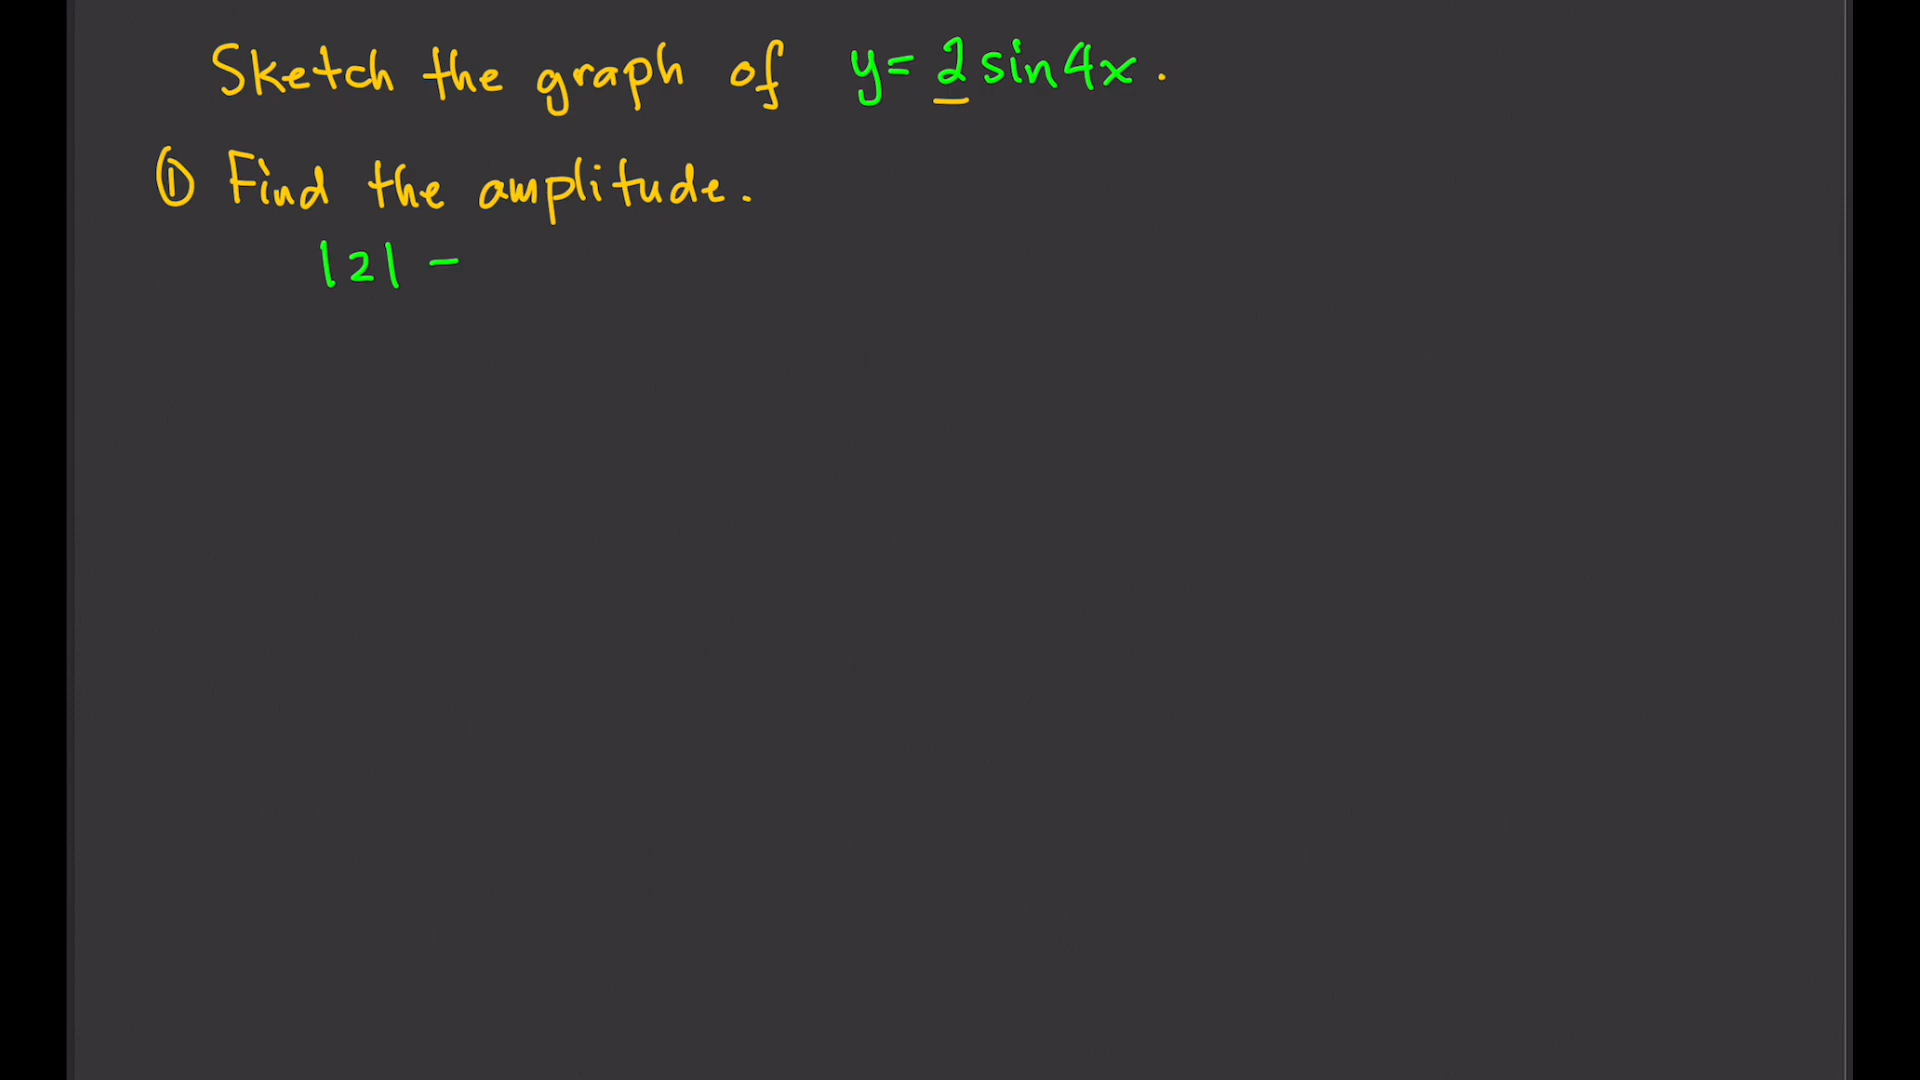 Sketch the graph of y= 2 sin4x.
① Find the amplitude.
|2| -